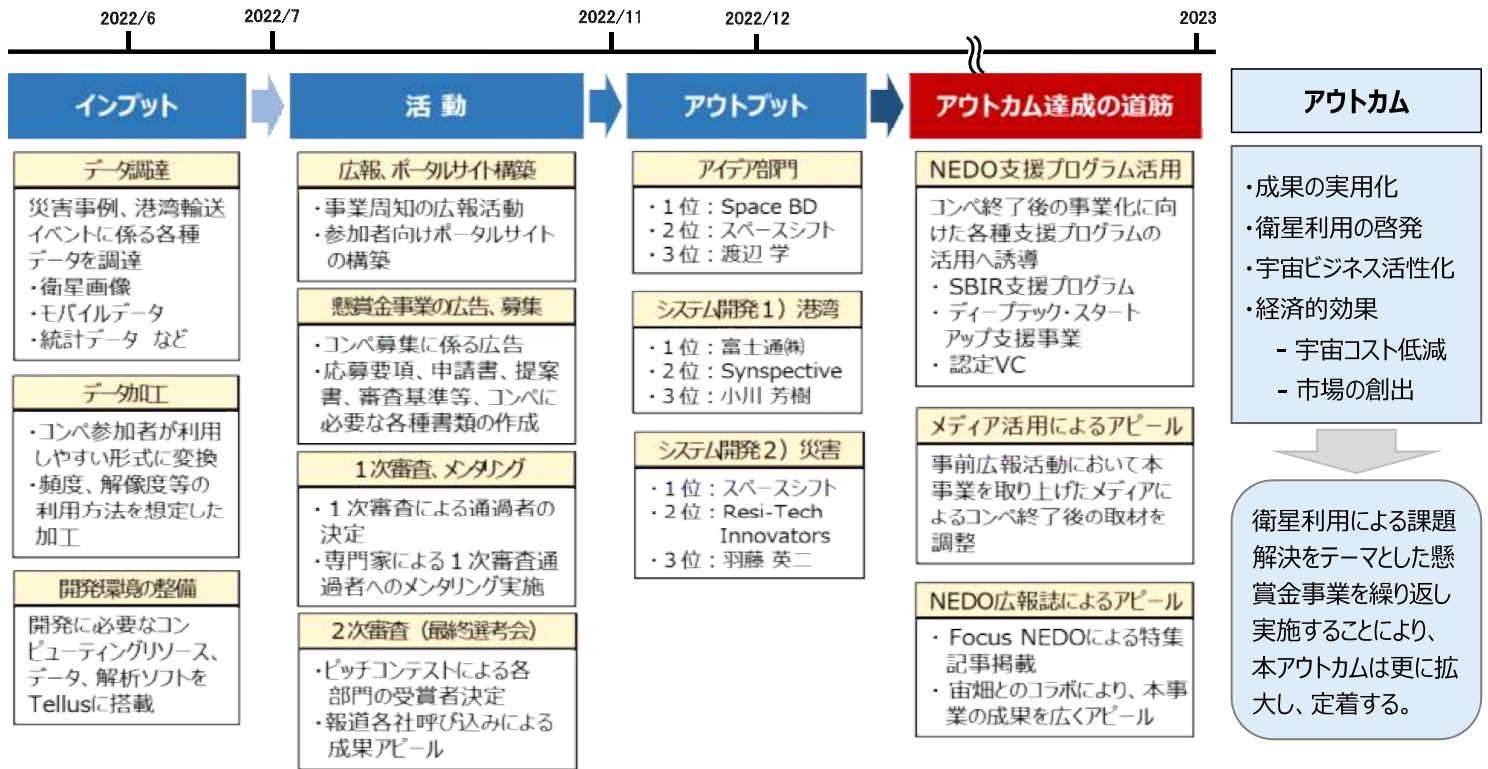 2022/6
2022/7
2022/11
2022/12
2023
インプット
データ調達
災害事例、港湾輸送
イベントに係る各種
データを調達
・衛星画像
・モバイルデータ
・統計データ など
データ加工
・コンペ参加者が利用
しやすい形式に変換
・頻度、解像度等の
利用方法を想定した
加工
開発環境の整備
開発に必要なコン
ピューティングリソース、
データ、解析ソフトを
Tellusに搭載
活 動
広報、ポータルサイト構築
・事業周知の広報活動
・参加者向けポータルサイト
の構築
懸賞金事業の広告、募集
・コンペ募集に係る広告
・応募要項、申請書、提案
書、審査基準等、コンペに
必要な各種書類の作成
1次審査、メンタリング
・1次審査による通過者の
決定
・専門家による1次審査通
過者へのメンタリング実施
2次審査（最終選考会）
・ピッチコンテストによる各
部門の受賞者決定
・報道各社呼び込みによる
成果アピール
アウトプット
アイデア部門
・1位：Space BD
・2位：スペースシフト
・3位：渡辺 学
システム開発1）港湾
・1位：富士通㈱
・2位：Synspective
・3位：小川 芳樹
システム開発2）災害
・1位：スペースシフト
・2位：Resi-Tech
Innovators
・3位：羽藤 英二
アウトカム達成の道筋
NEDO支援プログラム活用
コンペ終了後の事業化に向
けた各種支援プログラムの
活用へ誘導
・SBIR支援プログラム
・ディープテック・スタート
アップ支援事業
・認定VC
メディア活用によるアピール
事前広報活動において本
事業を取り上げたメディアに
よるコンペ終了後の取材を
調整
NEDO広報誌によるアピール
・Focus NEDOによる特集
記事掲載
・宙畑とのコラボにより、本事
業の成果を広くアピール
アウトカム
・成果の実用化
・衛星利用の啓発
・宇宙ビジネス活性化
・経済的効果
- 宇宙コスト低減
- 市場の創出
衛星利用による課題
解決をテーマとした懸
賞金事業を繰り返し
実施することにより、
本アウトカムは更に拡
大し、定着する。